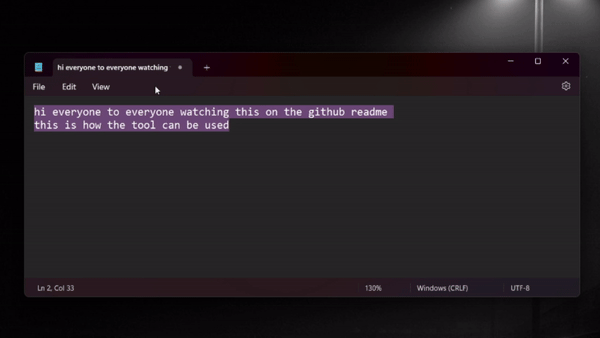 hi everyone to everyone watching
File Edit View
hi everyone to everyone watching this on the github readme
this is how the tool can be used
Ln 2, Col 33 130% Windows (CRLF) UTF-8